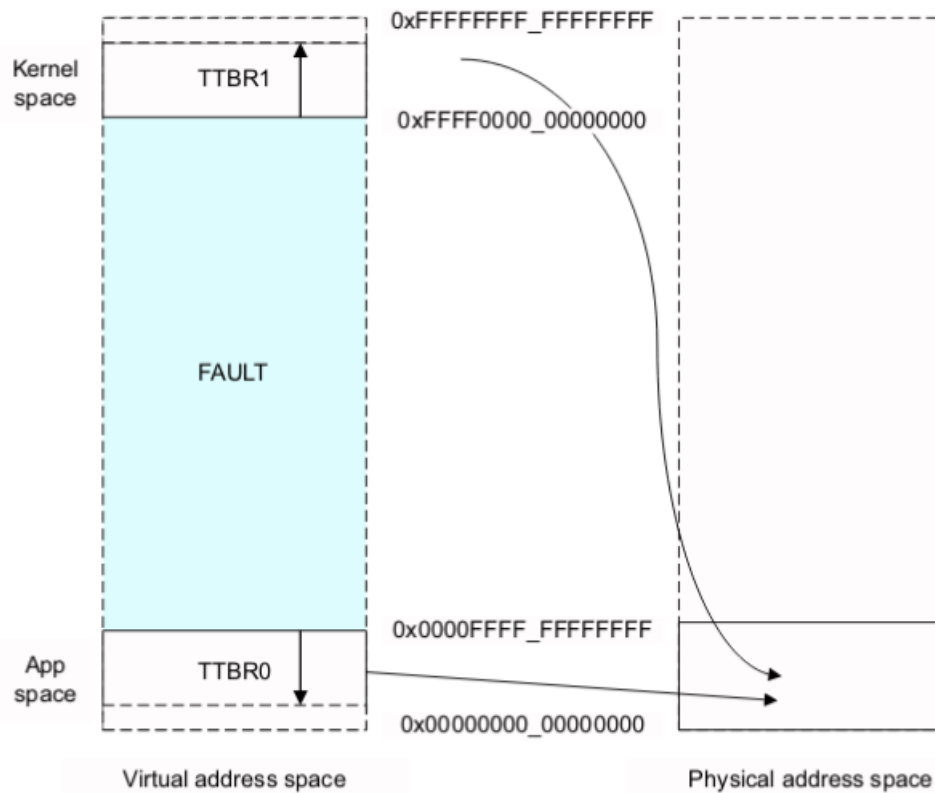 0xFFFFFFFF_FFFFFFFF
Kernel
space
TTBR1
0xFFFF0000_00000000
FAULT
0x0000FFFF_FFFFFFFF
App
space
TTBR0
0x00000000_00000000
Virtual address space
Physical address space